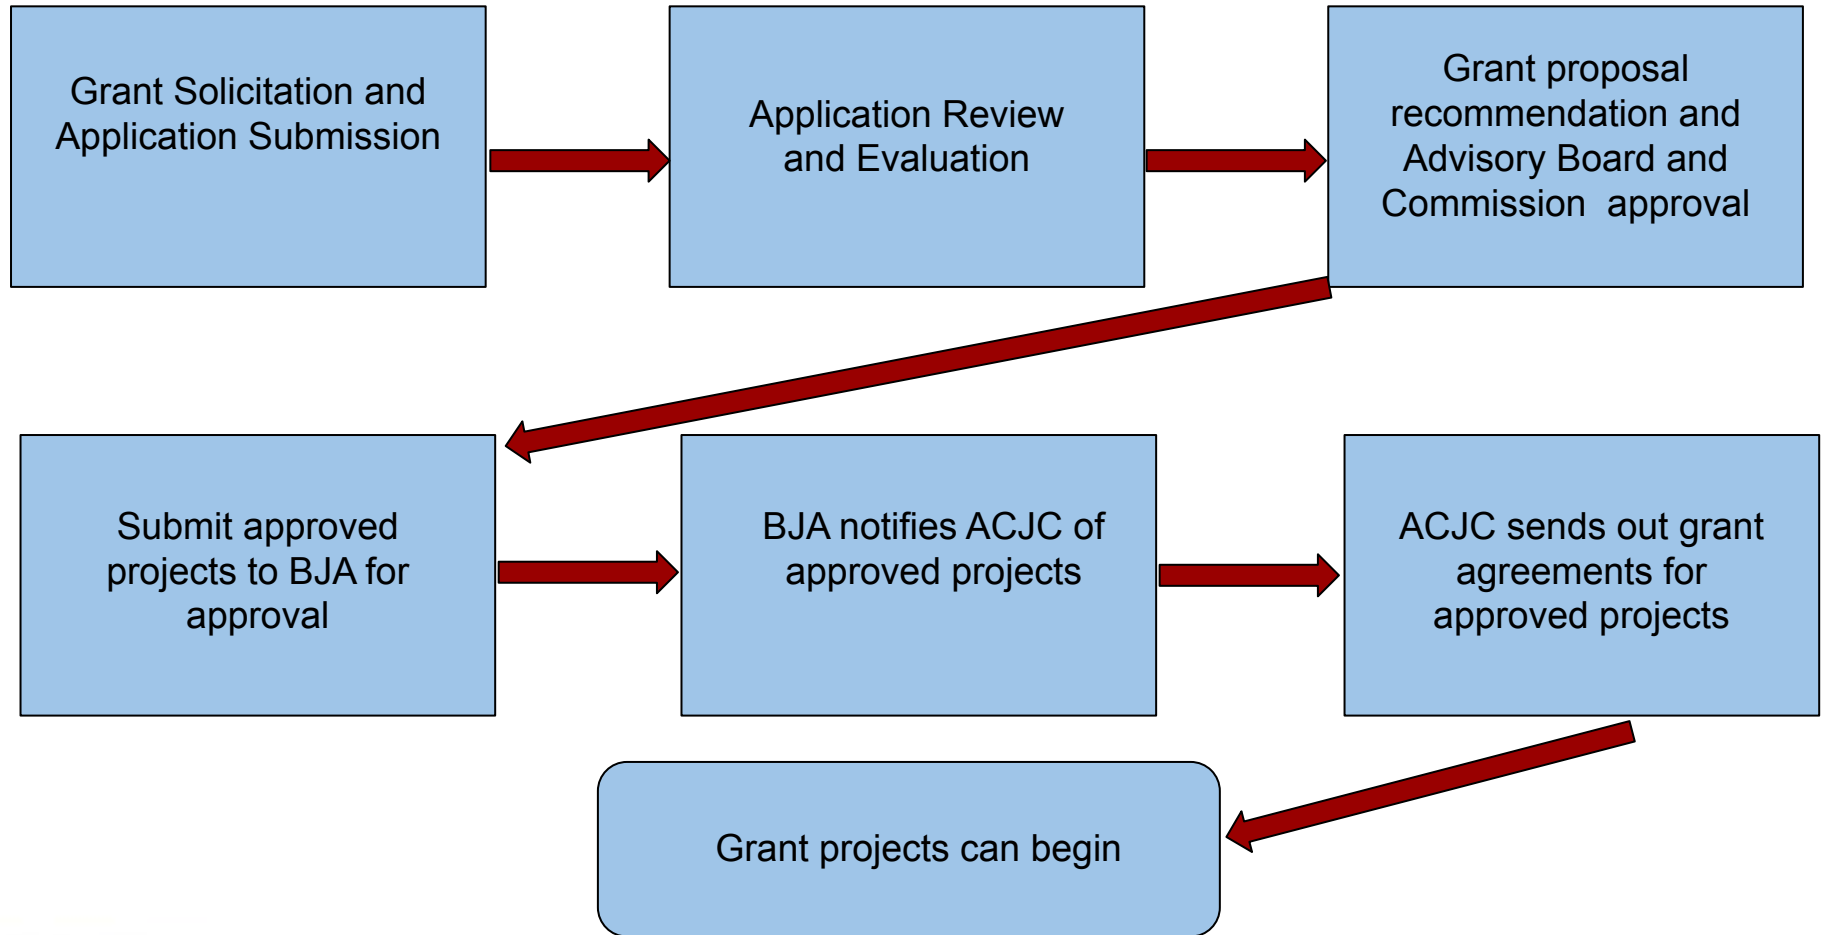 Grant Solicitation and
Application Submission
Application Review
and Evaluation
Grant proposal
recommendation and
Advisory Board and
Commission  approval
Submit approved
projects to BJA for
approval
BJA notifies ACJC of
approved projects
ACJC sends out grant
agreements for
approved projects
Grant projects can begin